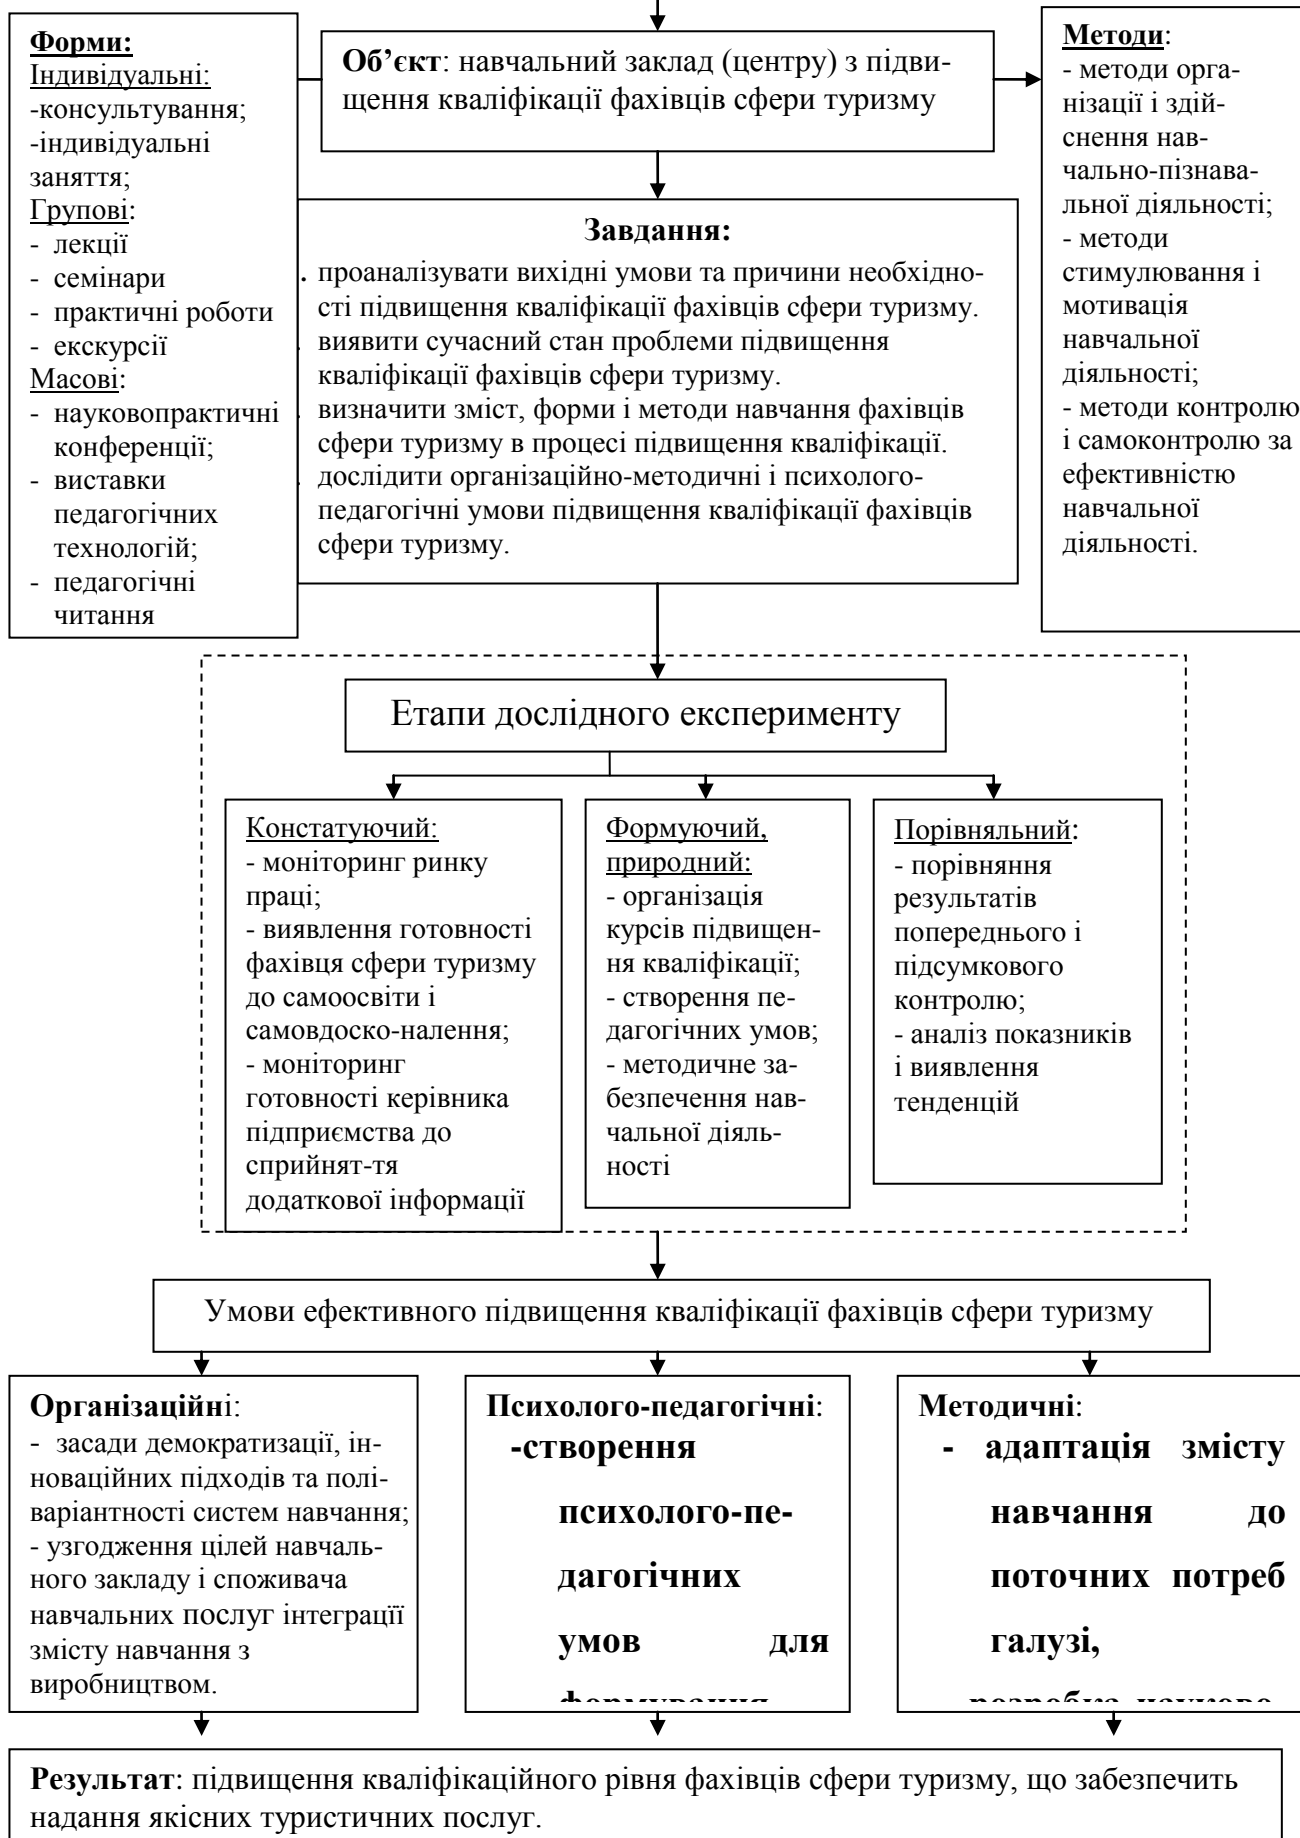 Форми:
Індивідуальні:
-консультування;
-індивідуальні
заняття;
Групові:
- лекції
- семінари
- практичні роботи
- екскурсії
Масові:
- науковопрактичні
конференції;
- виставки
педагогічних
технологій;
- педагогічні
читання
Об’єкт: навчальний заклад (центру) з підви-
щення кваліфікації фахівців сфери туризму
Методи:
- методи орга-
нізації і здій-
снення нав-
чально-пізнава-
льної діяльності;
- методи
стимулювання і
мотивація
навчальної
діяльності;
- методи контролю
і самоконтролю за
ефективністю
навчальної
діяльності.
Завдання:
. проаналізувати вихідні умови та причини необхідно-
сті підвищення кваліфікації фахівців сфери туризму.
. виявити сучасний стан проблеми підвищення
кваліфікації фахівців сфери туризму.
. визначити зміст, форми і методи навчання фахівців
сфери туризму в процесі підвищення кваліфікації.
. дослідити організаційно-методичні і психолого-
педагогічні умови підвищення кваліфікації фахівців
сфери туризму.
Етапи дослідного експерименту
Констатуючий:
- моніторинг ринку
праці;
- виявлення готовності
фахівця сфери туризму
до самоосвіти і
самовдоско-налення;
- моніторинг
готовності керівника
підприємства до
сприйнят-тя
додаткової інформації
Формуючий,
природний:
- організація
курсів підвищен-
ня кваліфікації;
- створення пе-
дагогічних умов;
- методичне за-
безпечення нав-
чальної діяль-
ності
Порівняльний:
- порівняння
результатів
попереднього і
підсумкового
контролю;
- аналіз показників
і виявлення
тенденцій
Умови ефективного підвищення кваліфікації фахівців сфери туризму
Організаційні:
- засади демократизації, ін-
новаційних підходів та полі-
варіантності систем навчання;
- узгодження цілей навчаль-
ного закладу і споживача
навчальних послуг інтеграції
змісту навчання з
виробництвом.
Психолого-педагогічні:
-створення
психолого-пе-
дагогічних
умов для
формування
Методичні:
- адаптація змісту
навчання до
поточних потреб
галузі,
розробка науково
Результат: підвищення кваліфікаційного рівня фахівців сфери туризму, що забезпечить
надання якісних туристичних послуг.